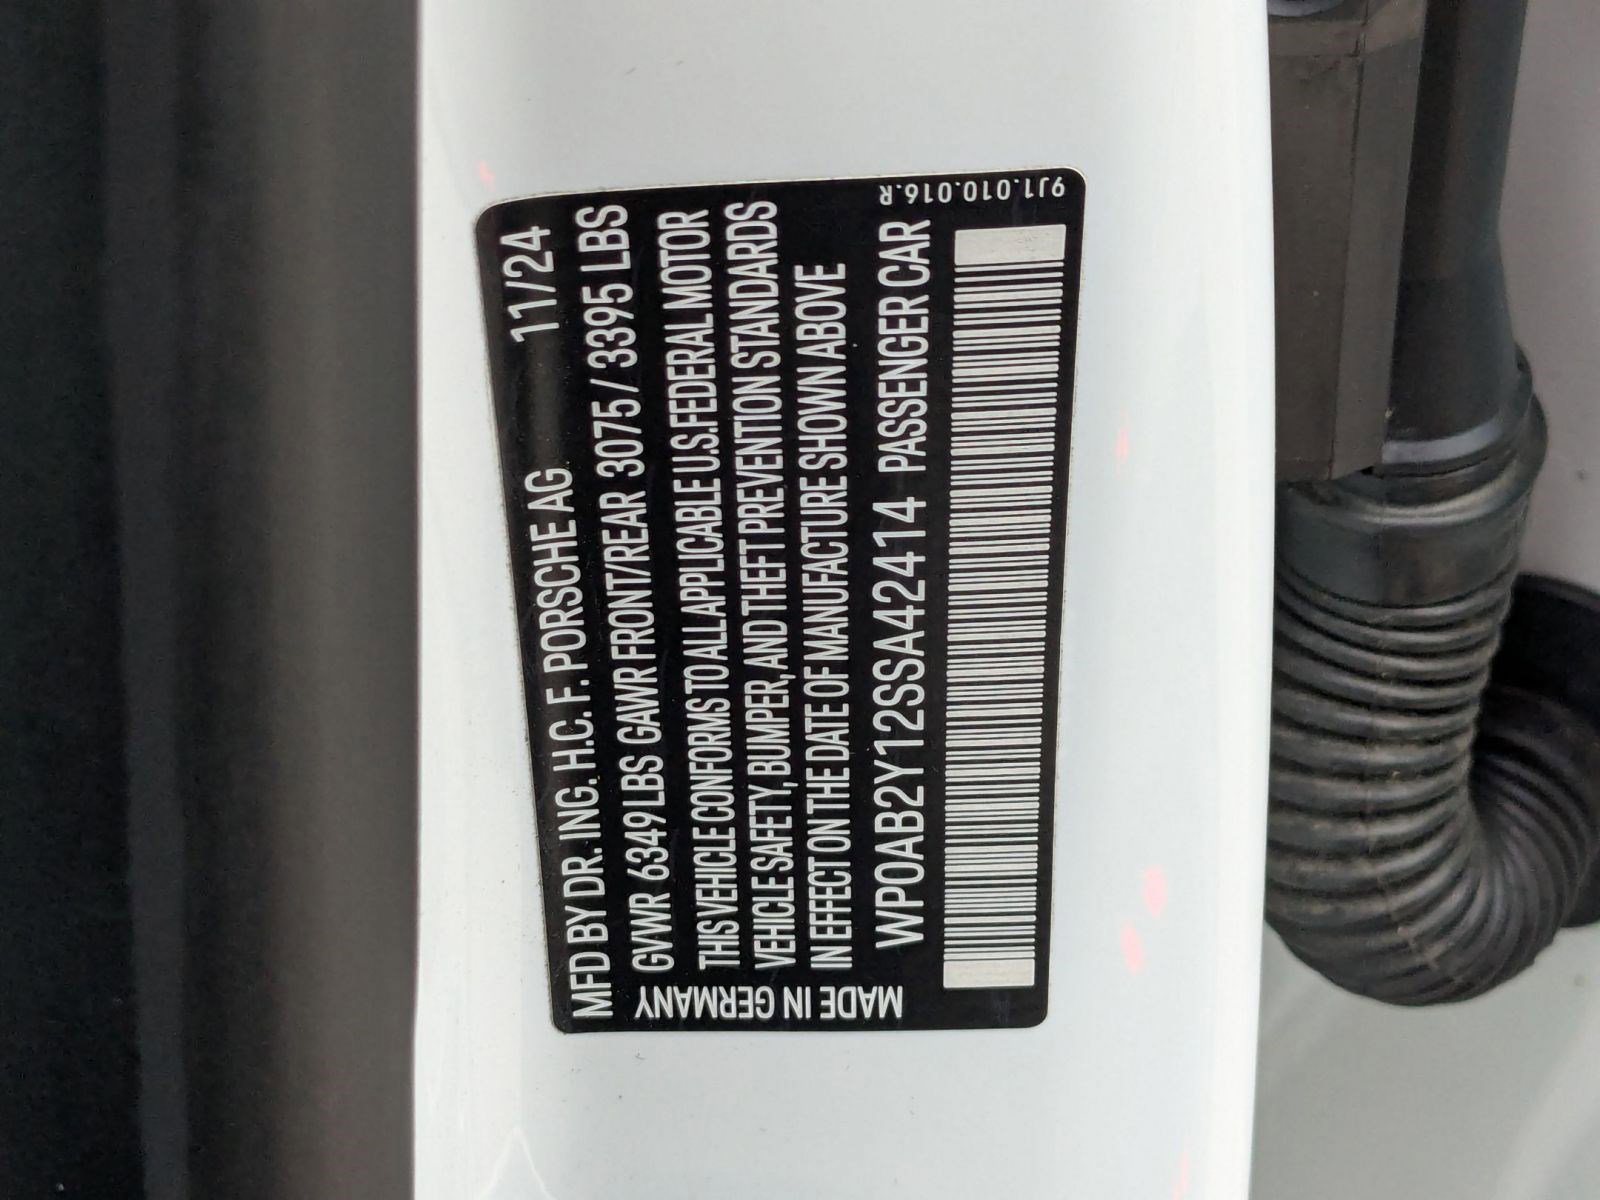 MFD BY DR. ING. H.C. F. PORSCHE AG 11/24
GVWR 6349 LBS GAWR FRONT/REAR 3075 / 3395 LBS
THIS VEHICLE CONFORMS TO ALL APPLICABLE U.S. FEDERAL MOTOR
VEHICLE SAFETY, BUMPER, AND THEFT PREVENTION STANDARDS
IN EFFECT ON THE DATE OF MANUFACTURE SHOWN ABOVE
WP0AB2Y12SSA42414 PASSENGER CAR
MADE IN GERMANY
9J1.010.016.R